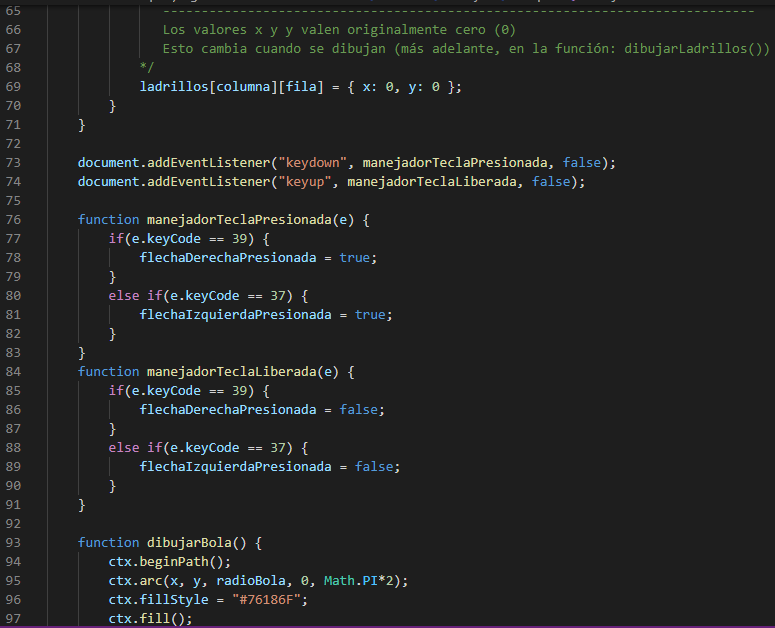 65 --------------------------------------------------------------------------
66 Los valores x y y valen originalmente cero (0)
67 Esto cambia cuando se dibujan (más adelante, en la función: dibujarLadrillos())
68 */
69 ladrillos[columna][fila] = { x: 0, y: 0 };
70 }
71 }
72
73 document.addEventListener("keydown", manejadorTeclaPresionada, false);
74 document.addEventListener("keyup", manejadorTeclaLiberada, false);
75
76 function manejadorTeclaPresionada(e) {
77 if(e.keyCode == 39) {
78 flechaDerechaPresionada = true;
79 }
80 else if(e.keyCode == 37) {
81 flechaIzquierdaPresionada = true;
82 }
83 }
84 function manejadorTeclaLiberada(e) {
85 if(e.keyCode == 39) {
86 flechaDerechaPresionada = false;
87 }
88 else if(e.keyCode == 37) {
89 flechaIzquierdaPresionada = false;
90 }
91 }
92
93 function dibujarBola() {
94 ctx.beginPath();
95 ctx.arc(x, y, radioBola, 0, Math.PI*2);
96 ctx.fillStyle = "#76186F";
97 ctx.fill();